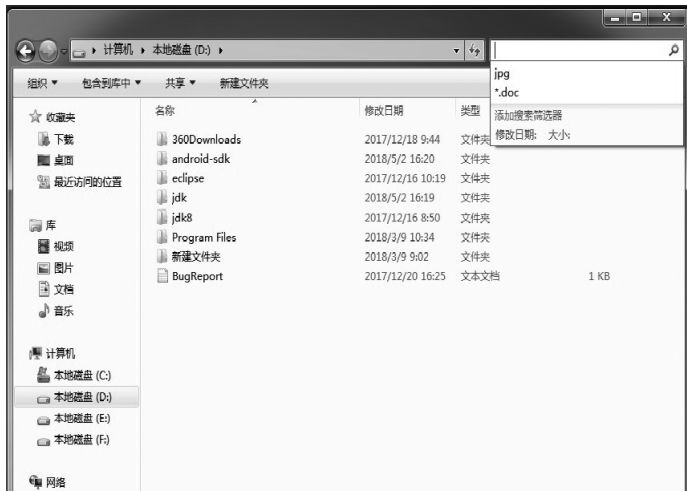 计算机 ▸ 本地磁盘 (D:) ▸
组织 ▼ 包含到库中 ▼ 共享 ▼ 新建文件夹
jpg
*.doc
添加搜索筛选器
修改日期: 大小:
收藏夹
下载
桌面
最近访问的位置
库
视频
图片
文档
音乐
计算机
本地磁盘 (C:)
本地磁盘 (D:)
本地磁盘 (E:)
本地磁盘 (F:)
网络
名称 修改日期 类型
360Downloads 2017/12/18 9:44 文件夹
android-sdk 2018/5/2 16:20 文件夹
eclipse 2017/12/16 10:19 文件夹
jdk 2018/5/2 16:19 文件夹
jdk8 2017/12/16 8:50 文件夹
Program Files 2018/3/9 10:34 文件夹
新建文件夹 2018/3/9 9:02 文件夹
BugReport 2017/12/20 16:25 文本文档 1 KB